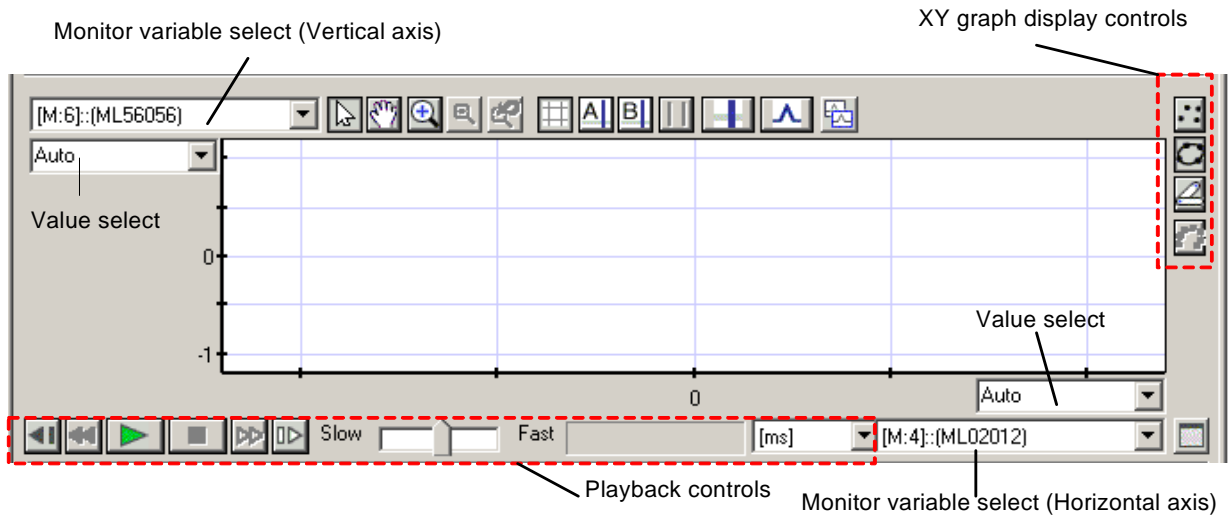 XY graph display controls
Monitor variable select (Vertical axis)
[M:6]::(ML56056)
A B
Auto
Value select
0
-1
Value select
0
Auto
Slow Fast [ms] [M:4]::(ML02012)
Playback controls
Monitor variable select (Horizontal axis)